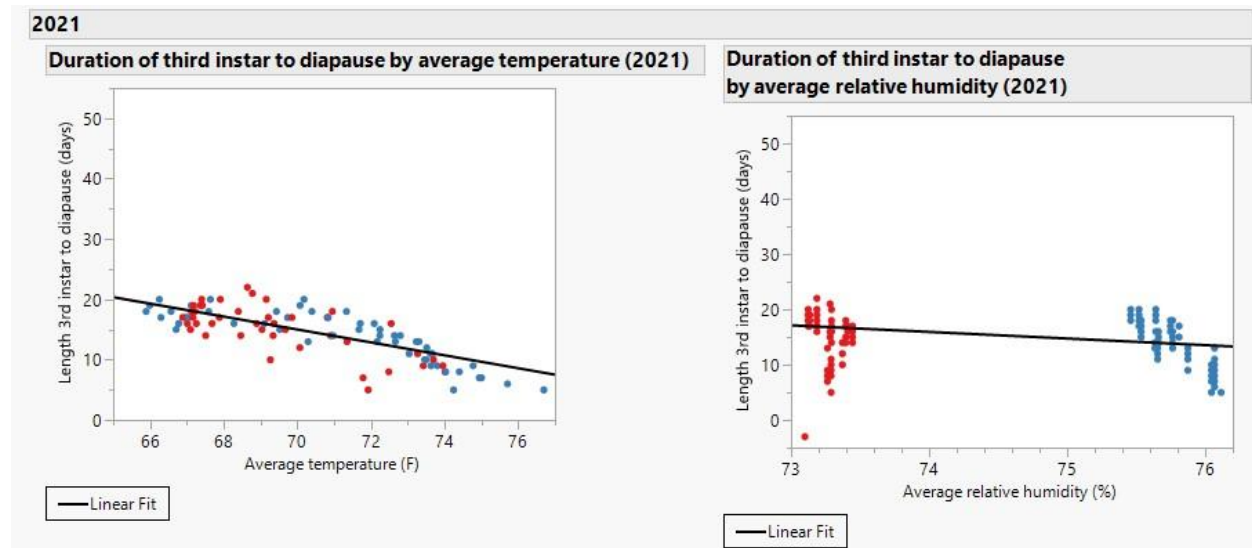 2021
Duration of third instar to diapause by average temperature (2021)
50
40
30
20
10
0
Length 3rd instar to diapause (days)
66 68 70 72 74 76
Average temperature (F)
Linear Fit
Duration of third instar to diapause
by average relative humidity (2021)
50
40
30
20
10
0
Length 3rd instar to diapause (days)
73 74 75 76
Average relative humidity (%)
Linear Fit